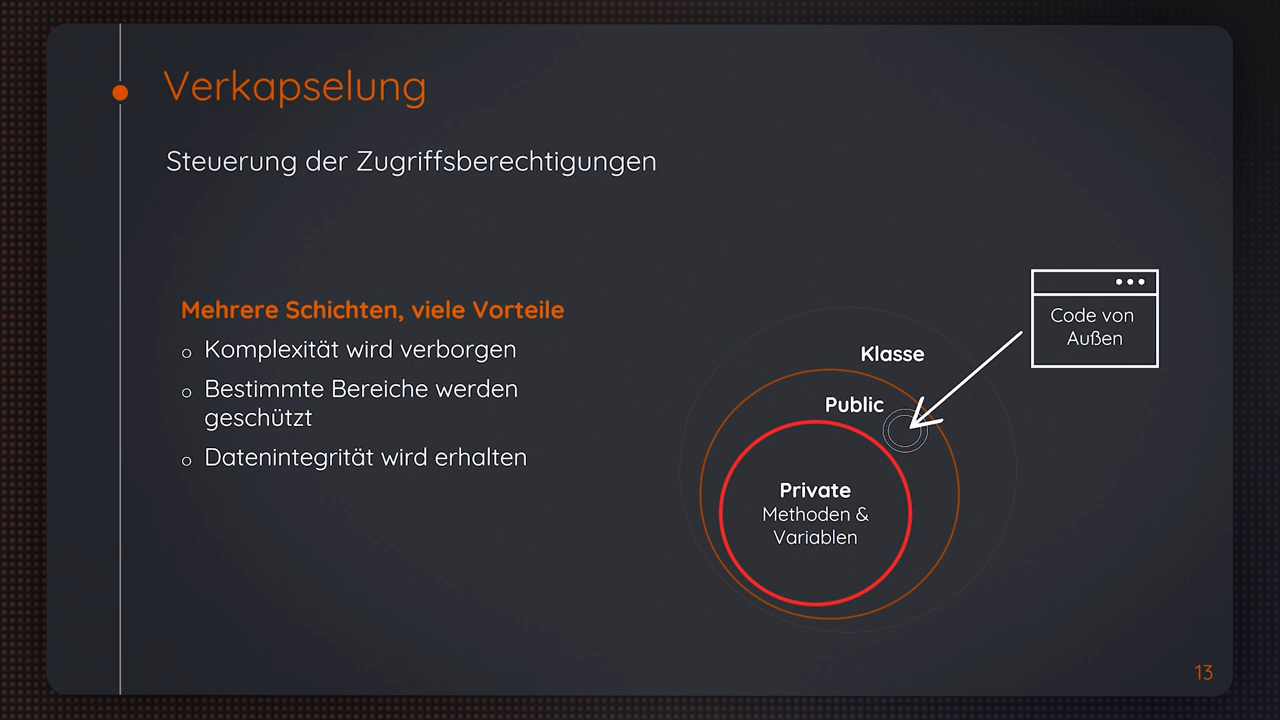 Verkapselung
Steuerung der Zugriffsberechtigungen
Mehrere Schichten, viele Vorteile
Komplexität wird verborgen
Bestimmte Bereiche werden
geschützt
Datenintegrität wird erhalten
Code von
Außen
Klasse
Public
Private
Methoden &
Variablen
13